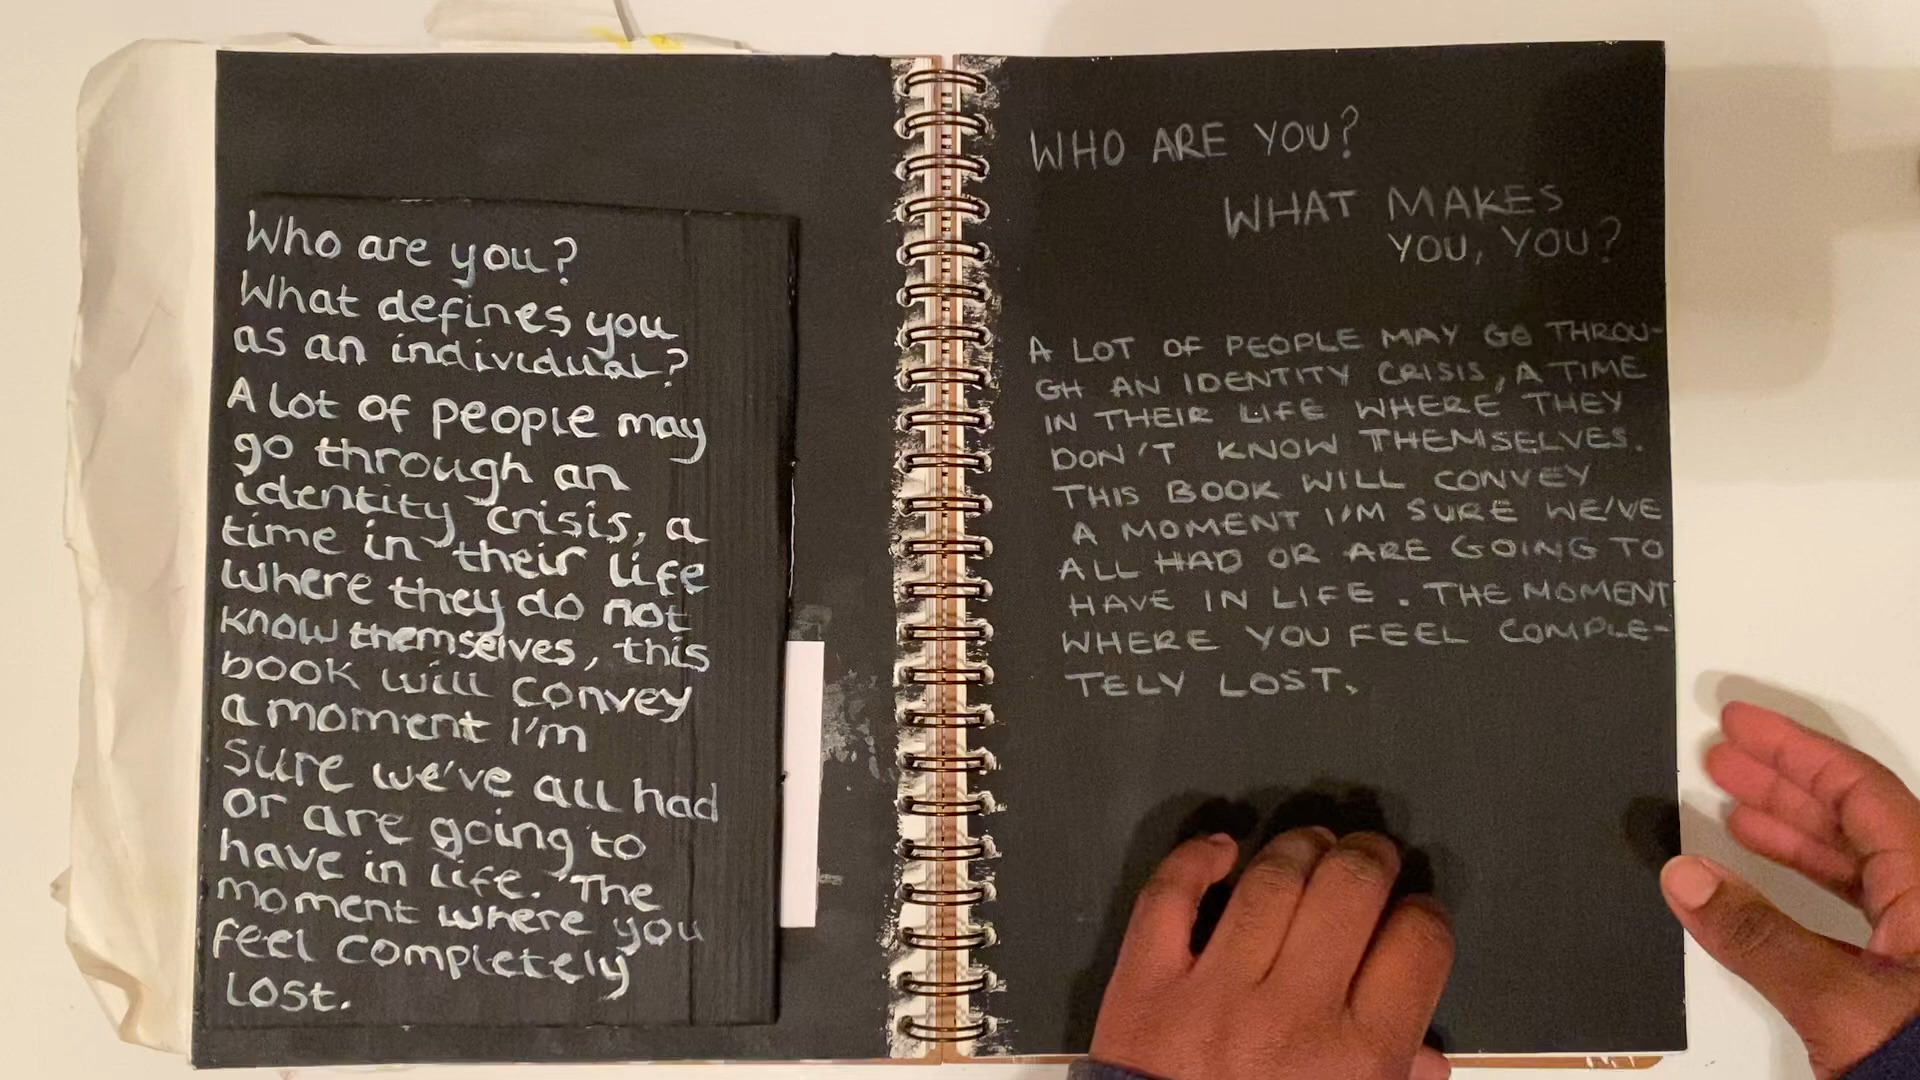 Who are you?
What defines you
as an individual?
A lot of people may
go through an
identity crisis, a
time in their life
where they do not
know themselves, this
book will convey
a moment I'm
sure we've all had
or are going to
have in life. The
moment where you
feel completely
lost.
WHO ARE YOU?
WHAT MAKES
YOU, YOU?
A LOT OF PEOPLE MAY GO THROU-
GH AN IDENTITY CRISIS, A TIME
IN THEIR LIFE WHERE THEY
DON'T KNOW THEMSELVES.
THIS BOOK WILL CONVEY
A MOMENT I'M SURE WE'VE
ALL HAD OR ARE GOING TO
HAVE IN LIFE. THE MOMENT
WHERE YOU FEEL COMPLE-
TELY LOST.